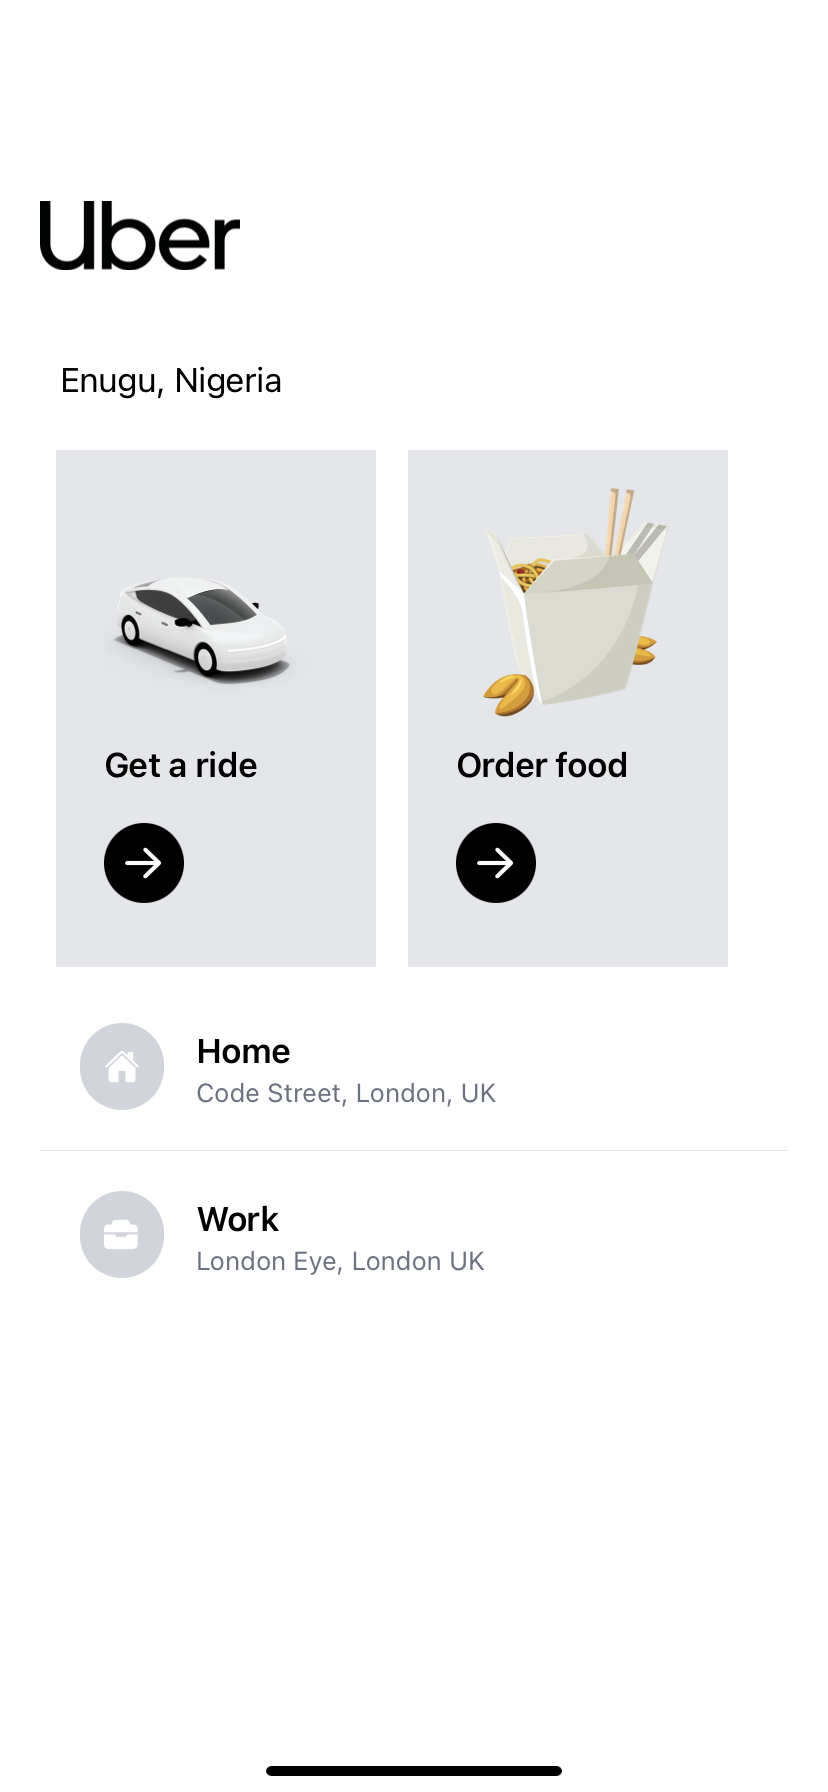 Uber
Enugu, Nigeria
Get a ride
Order food
Home
Code Street, London, UK
Work
London Eye, London UK